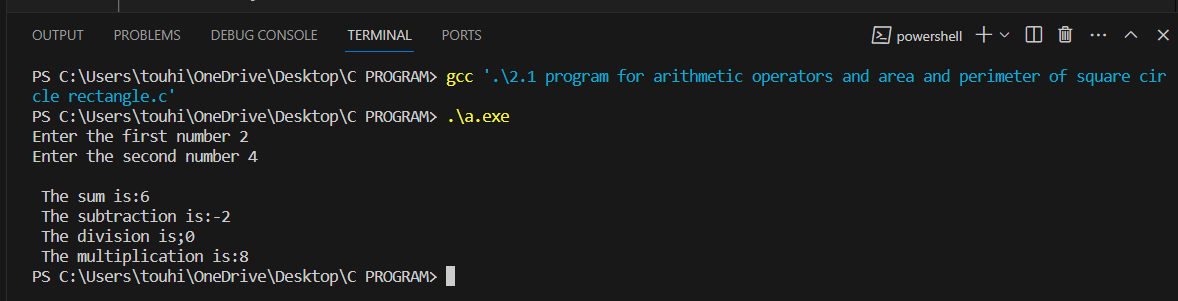 OUTPUT PROBLEMS DEBUG CONSOLE TERMINAL PORTS powershell
PS C:\Users\touhi\OneDrive\Desktop\C PROGRAM> gcc '.\2.1 program for arithmetic operators and area and perimeter of square cir
cle rectangle.c'
PS C:\Users\touhi\OneDrive\Desktop\C PROGRAM> .\a.exe
Enter the first number 2
Enter the second number 4
The sum is:6
The subtraction is:-2
The division is;0
The multiplication is:8
PS C:\Users\touhi\OneDrive\Desktop\C PROGRAM>